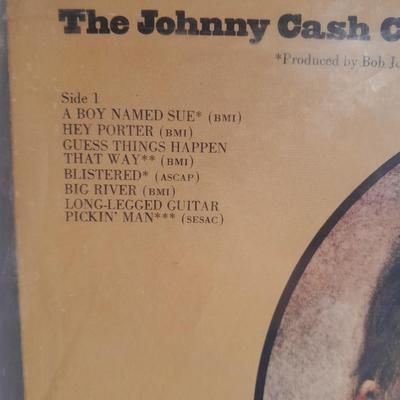 The Johnny Cash C
*Produced by Bob Jo
Side 1
A BOY NAMED SUE* (BMI)
HEY PORTER (BMI)
GUESS THINGS HAPPEN
THAT WAY** (BMI)
BLISTERED* (ASCAP)
BIG RIVER (BMI)
LONG-LEGGED GUITAR
PICKIN' MAN*** (SESAC)